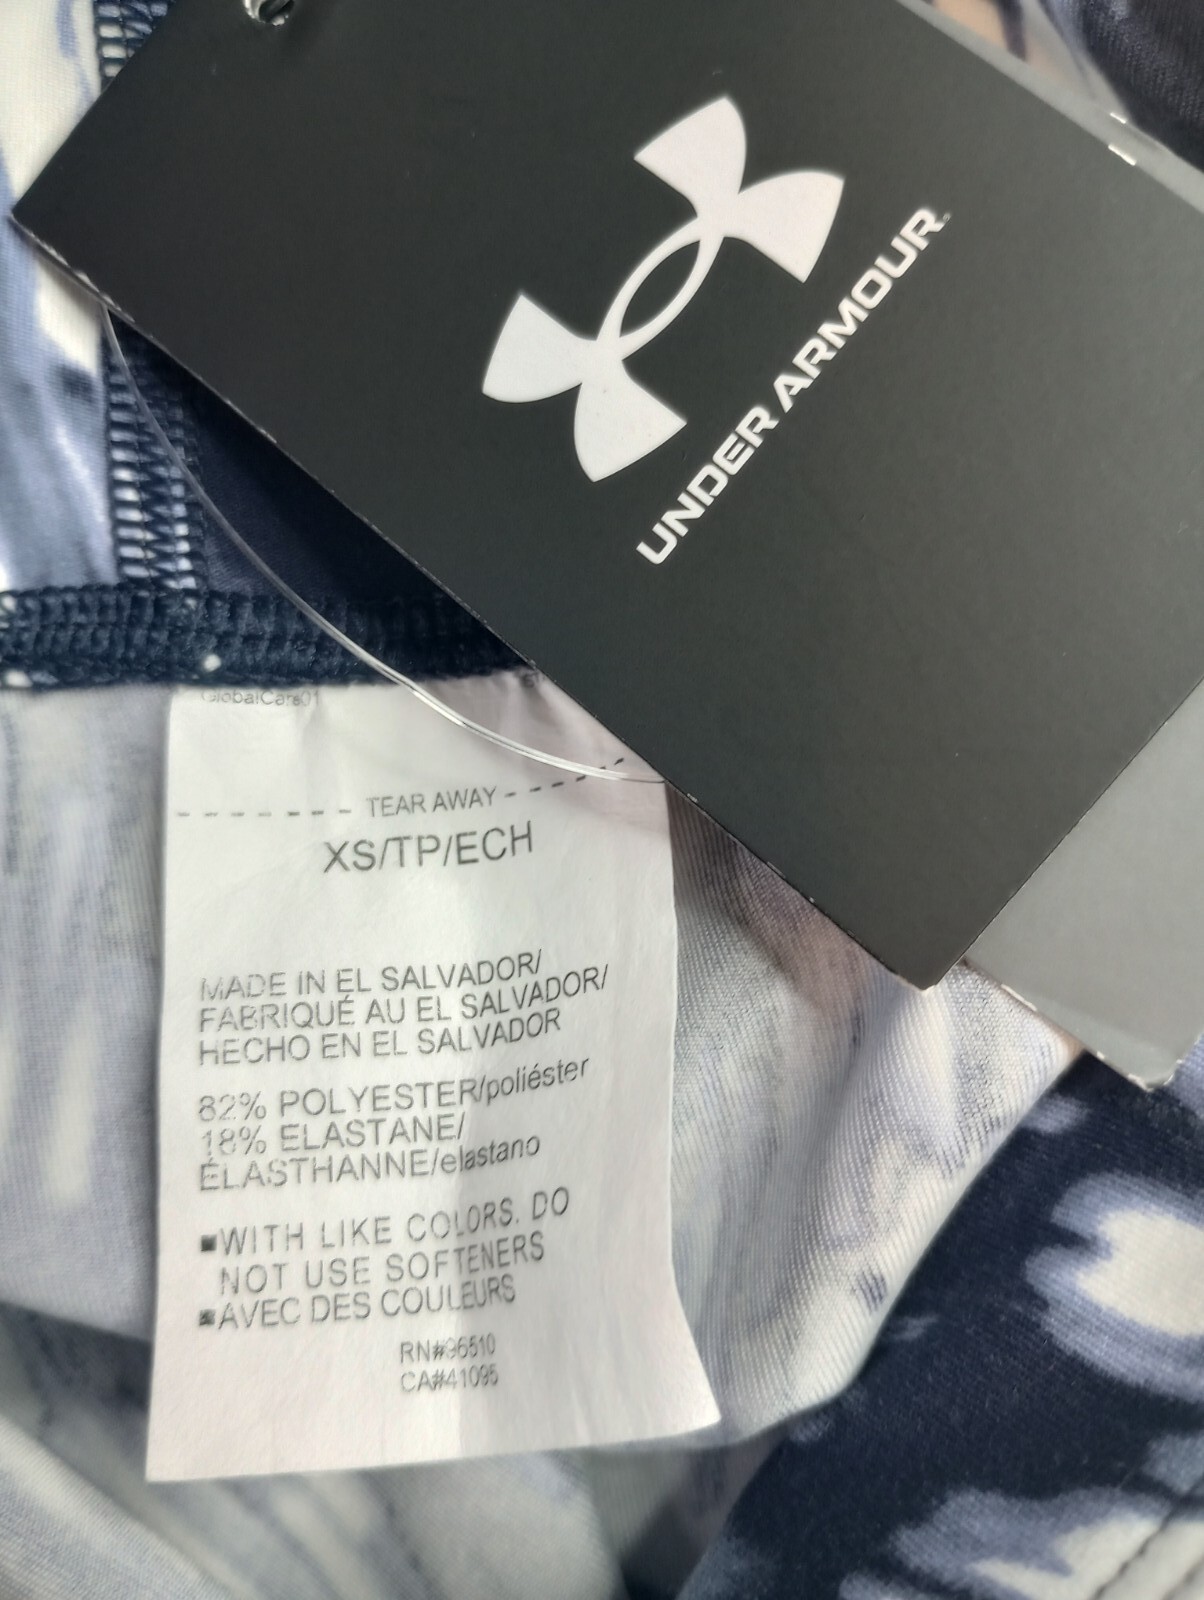 UNDER ARMOUR
GlobalCare01
TEAR AWAY
XS/TP/ECH
MADE IN EL SALVADOR/
FABRIQUÉ AU EL SALVADOR/
HECHO EN EL SALVADOR
82% POLYESTER/poliéster
18% ELASTANE/
ÉLASTHANNE/elastano
■WITH LIKE COLORS. DO
NOT USE SOFTENERS
■AVEC DES COULEURS
RN#96510
CA#41095